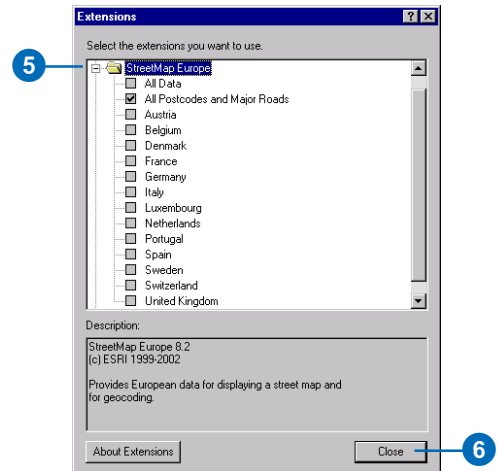 Extensions
Select the extensions you want to use.
5
StreetMap Europe
All Data
All Postcodes and Major Roads
Austria
Belgium
Denmark
France
Germany
Italy
Luxembourg
Netherlands
Portugal
Spain
Sweden
Switzerland
United Kingdom
Description:
StreetMap Europe 8.2
(c) ESRI 1999-2002
Provides European data for displaying a street map and
for geocoding.
About Extensions
Close
6